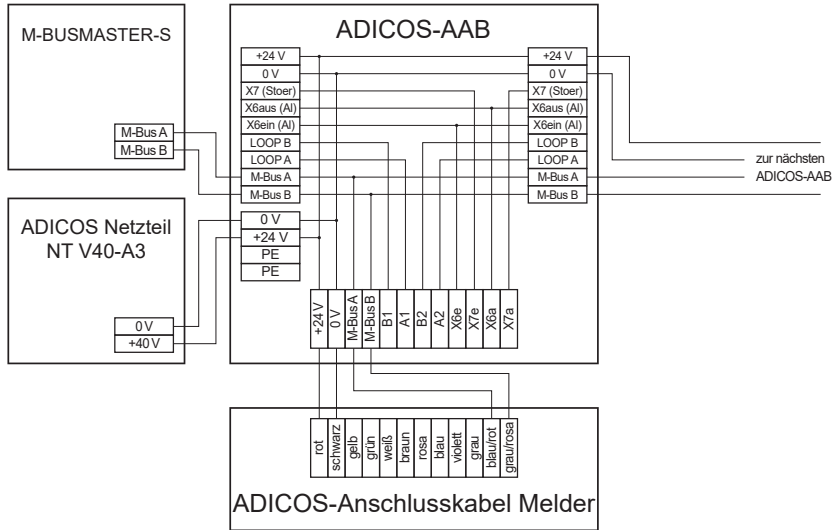 M-BUSMASTER-S
M-Bus A
M-Bus B
ADICOS Netzteil
NT V40-A3
0 V
+40 V
ADICOS-AAB
+24 V
0 V
X7 (Stoer)
X6aus (Al)
X6ein (Al)
LOOP B
LOOP A
M-Bus A
M-Bus B
0 V
+24 V
PE
PE
+24 V
0 V
X7 (Stoer)
X6aus (Al)
X6ein (Al)
LOOP B
LOOP A
M-Bus A
M-Bus B
zur nächsten
ADICOS-AAB
+24 V
0 V
M-Bus A
M-Bus B
B1
A1
B2
A2
X6e
X7e
X6a
X7a
rot
schwarz
gelb
grün
weiß
braun
rosa
blau
violett
grau
blau/rot
grau/rosa
ADICOS-Anschlusskabel Melder